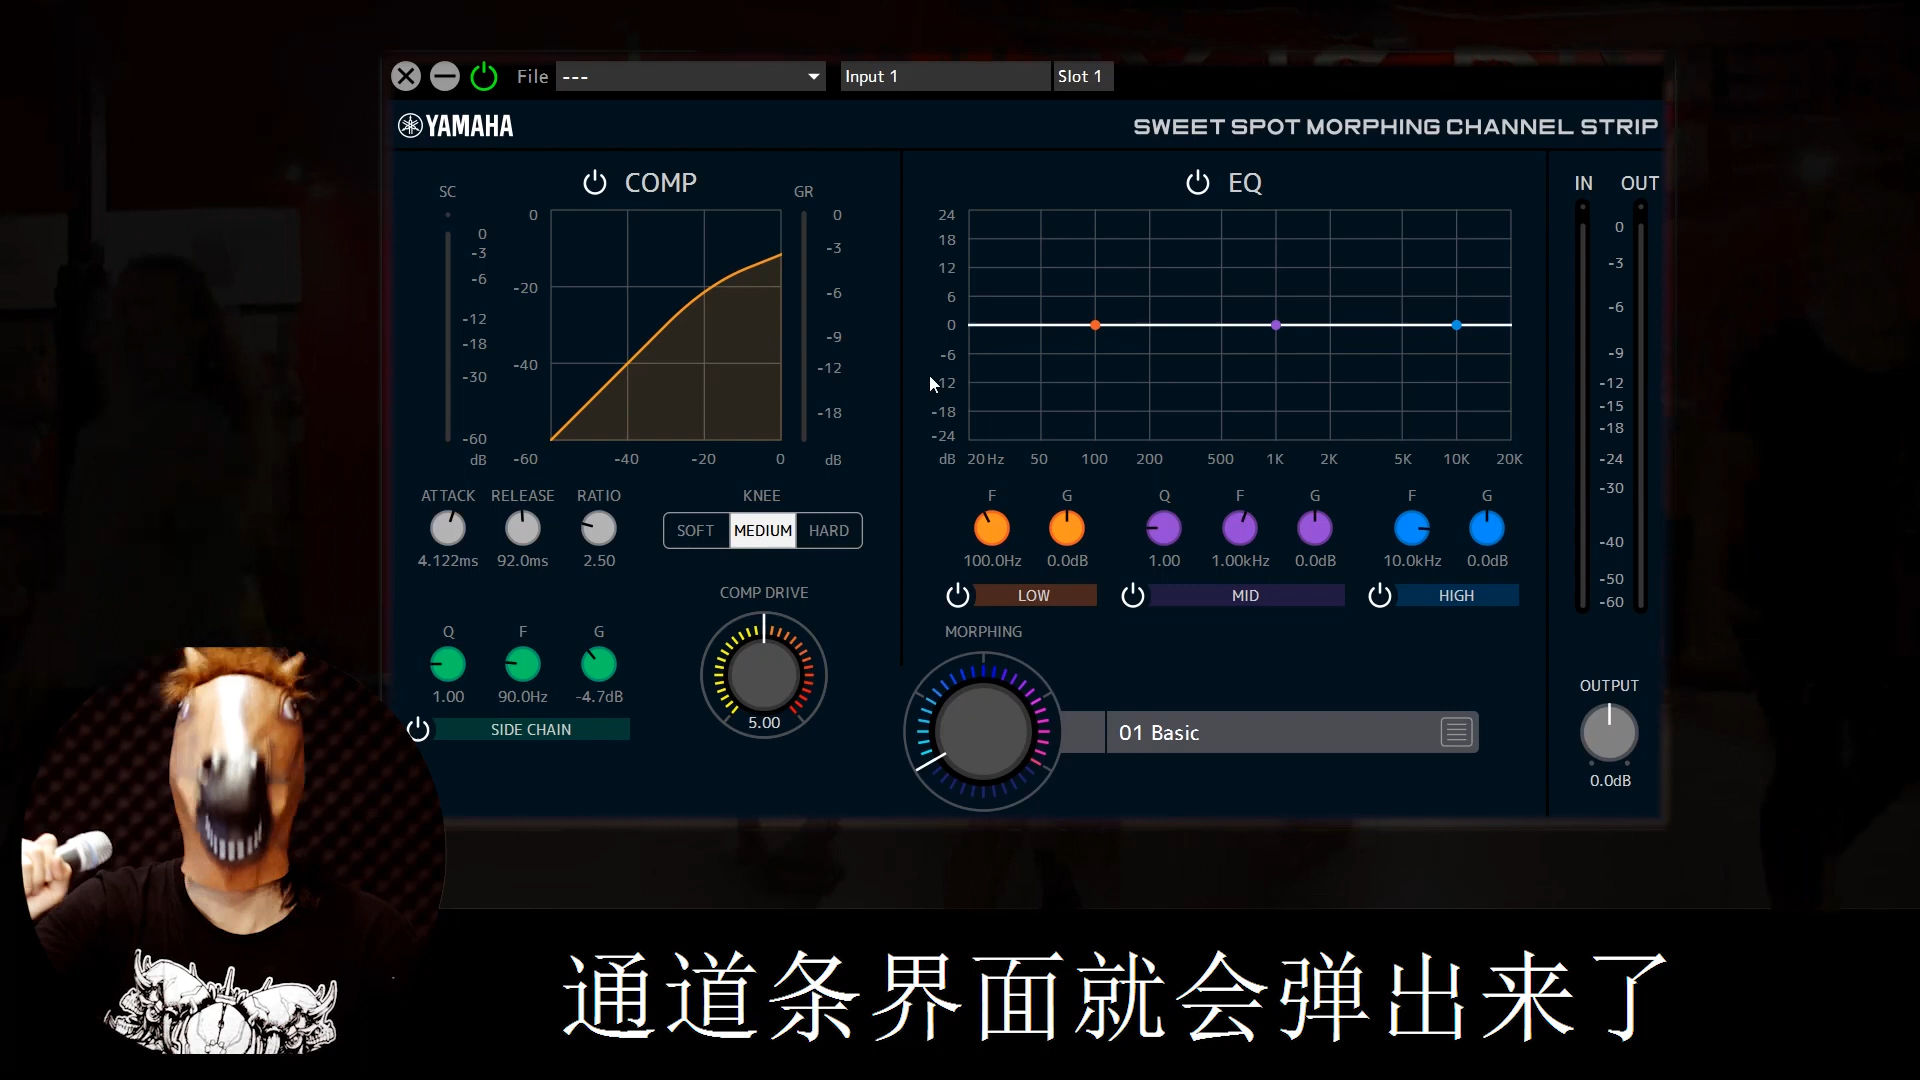 File --- Input 1 Slot 1
YAMAHA SWEET SPOT MORPHING CHANNEL STRIP
SC COMP GR EQ IN OUT
0 -3 -6 -12 -18 -30 -60 dB
0 -20 -40
-60 -40 -20 0
0 -3 -6 -9 -12 -18 dB
24 18 12 6 0 -6 -12 -18 -24 dB
20 Hz 50 100 200 500 1K 2K 5K 10K 20K
0 -3 -6 -9 -12 -15 -18 -24 -30 -40 -50 -60
ATTACK RELEASE RATIO KNEE
4.122ms 92.0ms 2.50
SOFT MEDIUM HARD
F G Q F G F G
100.0Hz 0.0dB 1.00 1.00kHz 0.0dB 10.0kHz 0.0dB
LOW MID HIGH
COMP DRIVE
5.00
Q F G
1.00 90.0Hz -4.7dB
SIDE CHAIN
MORPHING
01 Basic
OUTPUT
0.0dB
通道条界面就会弹出来了